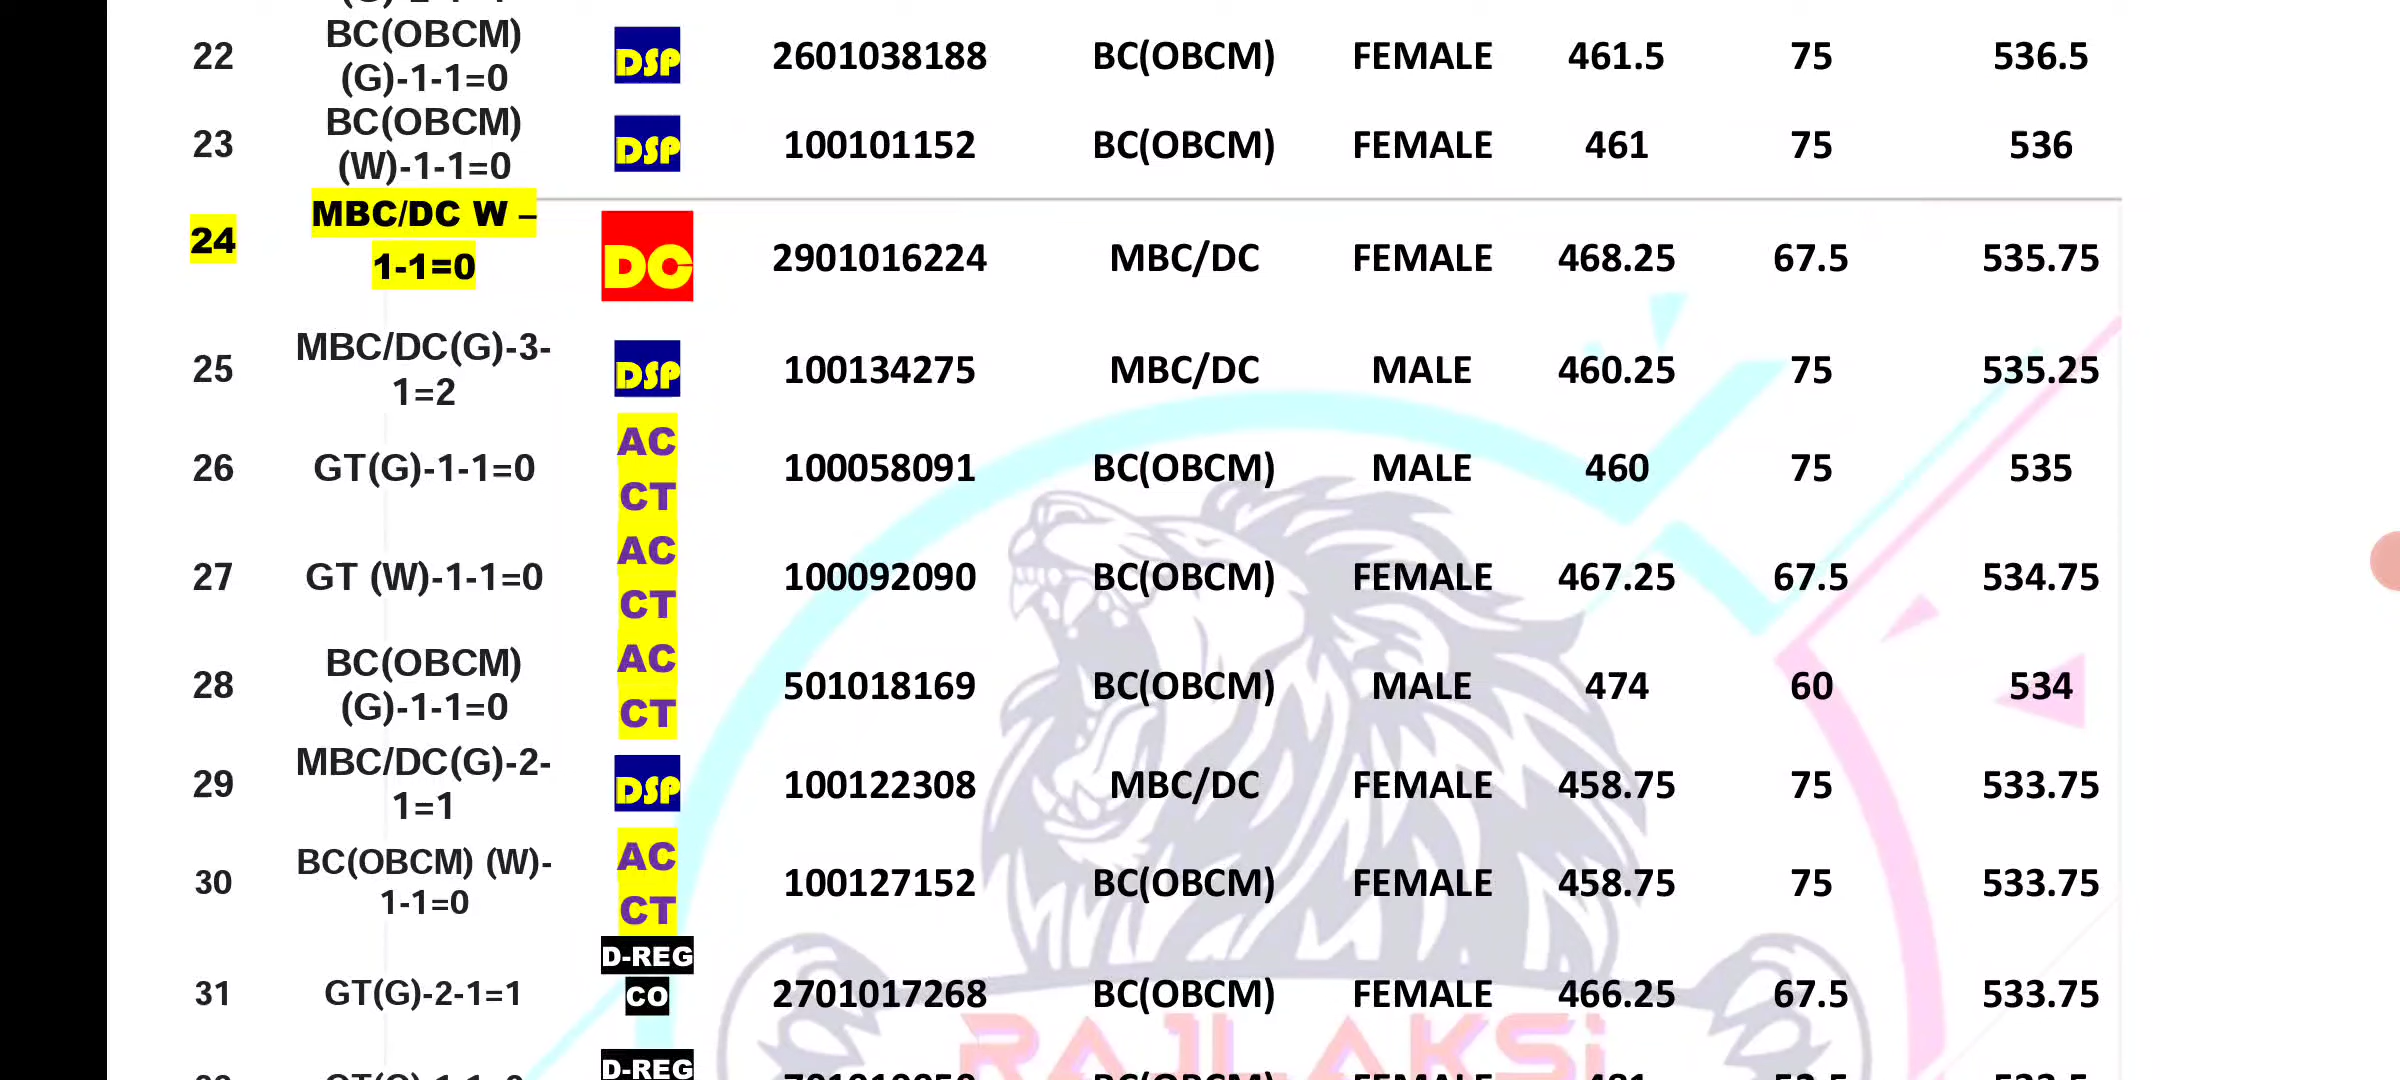 22 BC(OBCM) (G)-1-1=0 DSP 2601038188 BC(OBCM) FEMALE 461.5 75 536.5
23 BC(OBCM) (W)-1-1=0 DSP 100101152 BC(OBCM) FEMALE 461 75 536
24 MBC/DC W – 1-1=0 DC 2901016224 MBC/DC FEMALE 468.25 67.5 535.75
25 MBC/DC(G)-3-1=2 DSP 100134275 MBC/DC MALE 460.25 75 535.25
26 GT(G)-1-1=0 AC CT 100058091 BC(OBCM) MALE 460 75 535
27 GT (W)-1-1=0 AC CT 100092090 BC(OBCM) FEMALE 467.25 67.5 534.75
28 BC(OBCM) (G)-1-1=0 AC CT 501018169 BC(OBCM) MALE 474 60 534
29 MBC/DC(G)-2-1=1 DSP 100122308 MBC/DC FEMALE 458.75 75 533.75
30 BC(OBCM) (W)-1-1=0 AC CT 100127152 BC(OBCM) FEMALE 458.75 75 533.75
31 GT(G)-2-1=1 D-REG CO 2701017268 BC(OBCM) FEMALE 466.25 67.5 533.75
RAJLAKSi
D-REG